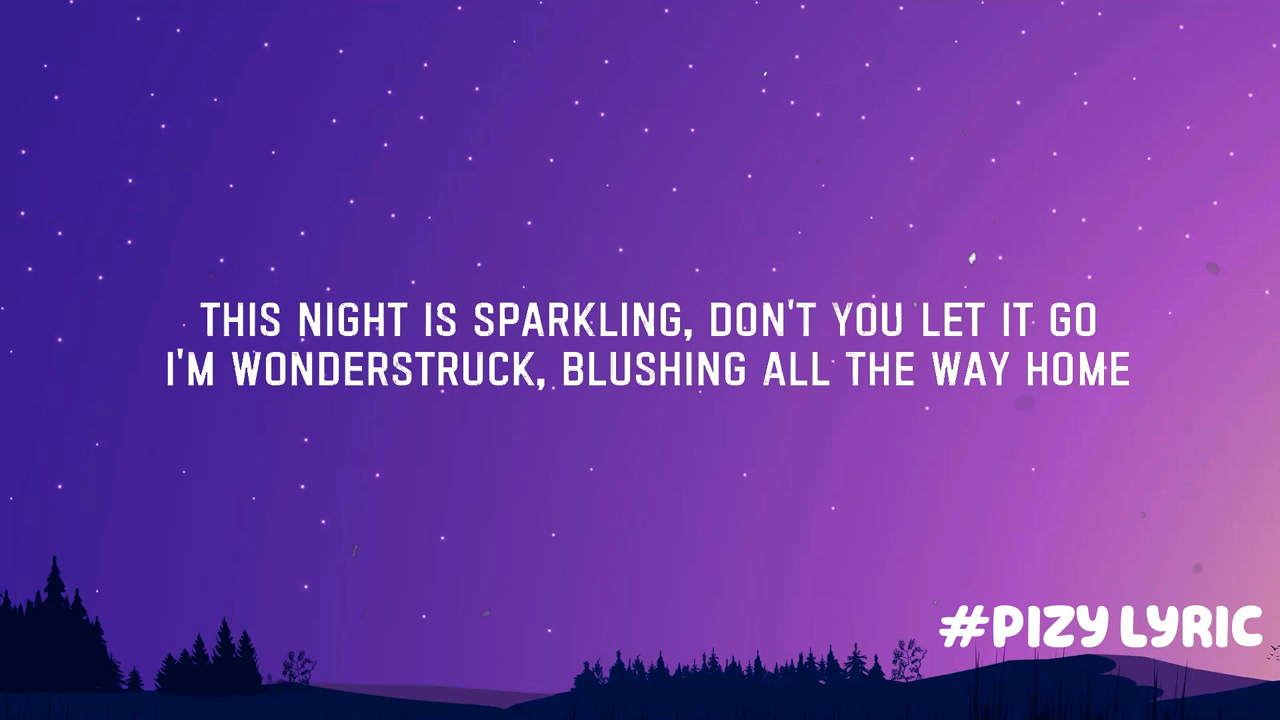 THIS NIGHT IS SPARKLING, DON'T YOU LET IT GO
I'M WONDERSTRUCK, BLUSHING ALL THE WAY HOME
#PIZY LYRIC